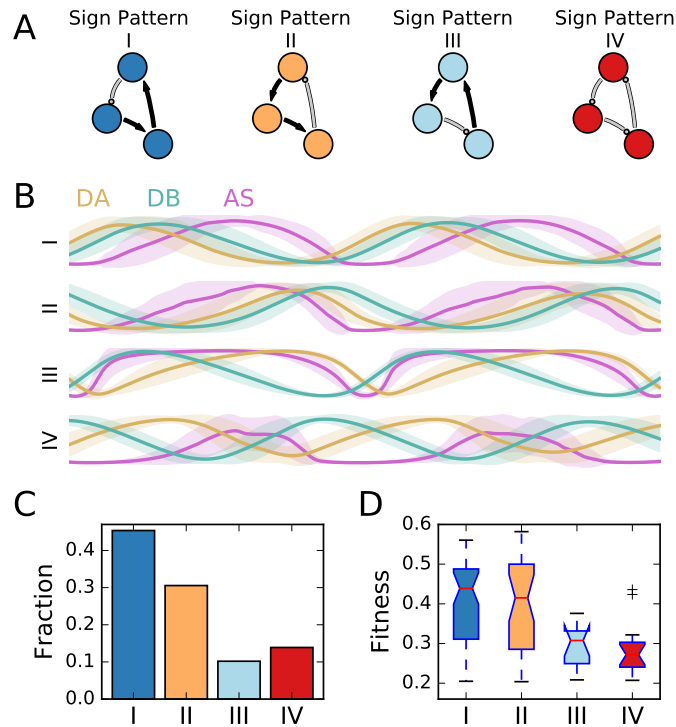 A
Sign Pattern I
Sign Pattern II
Sign Pattern III
Sign Pattern IV
B
DA DB AS
I
II
III
IV
C
Fraction
0.4
0.3
0.2
0.1
0.0
I II III IV
D
Fitness
0.6
0.5
0.4
0.3
0.2
I II III IV